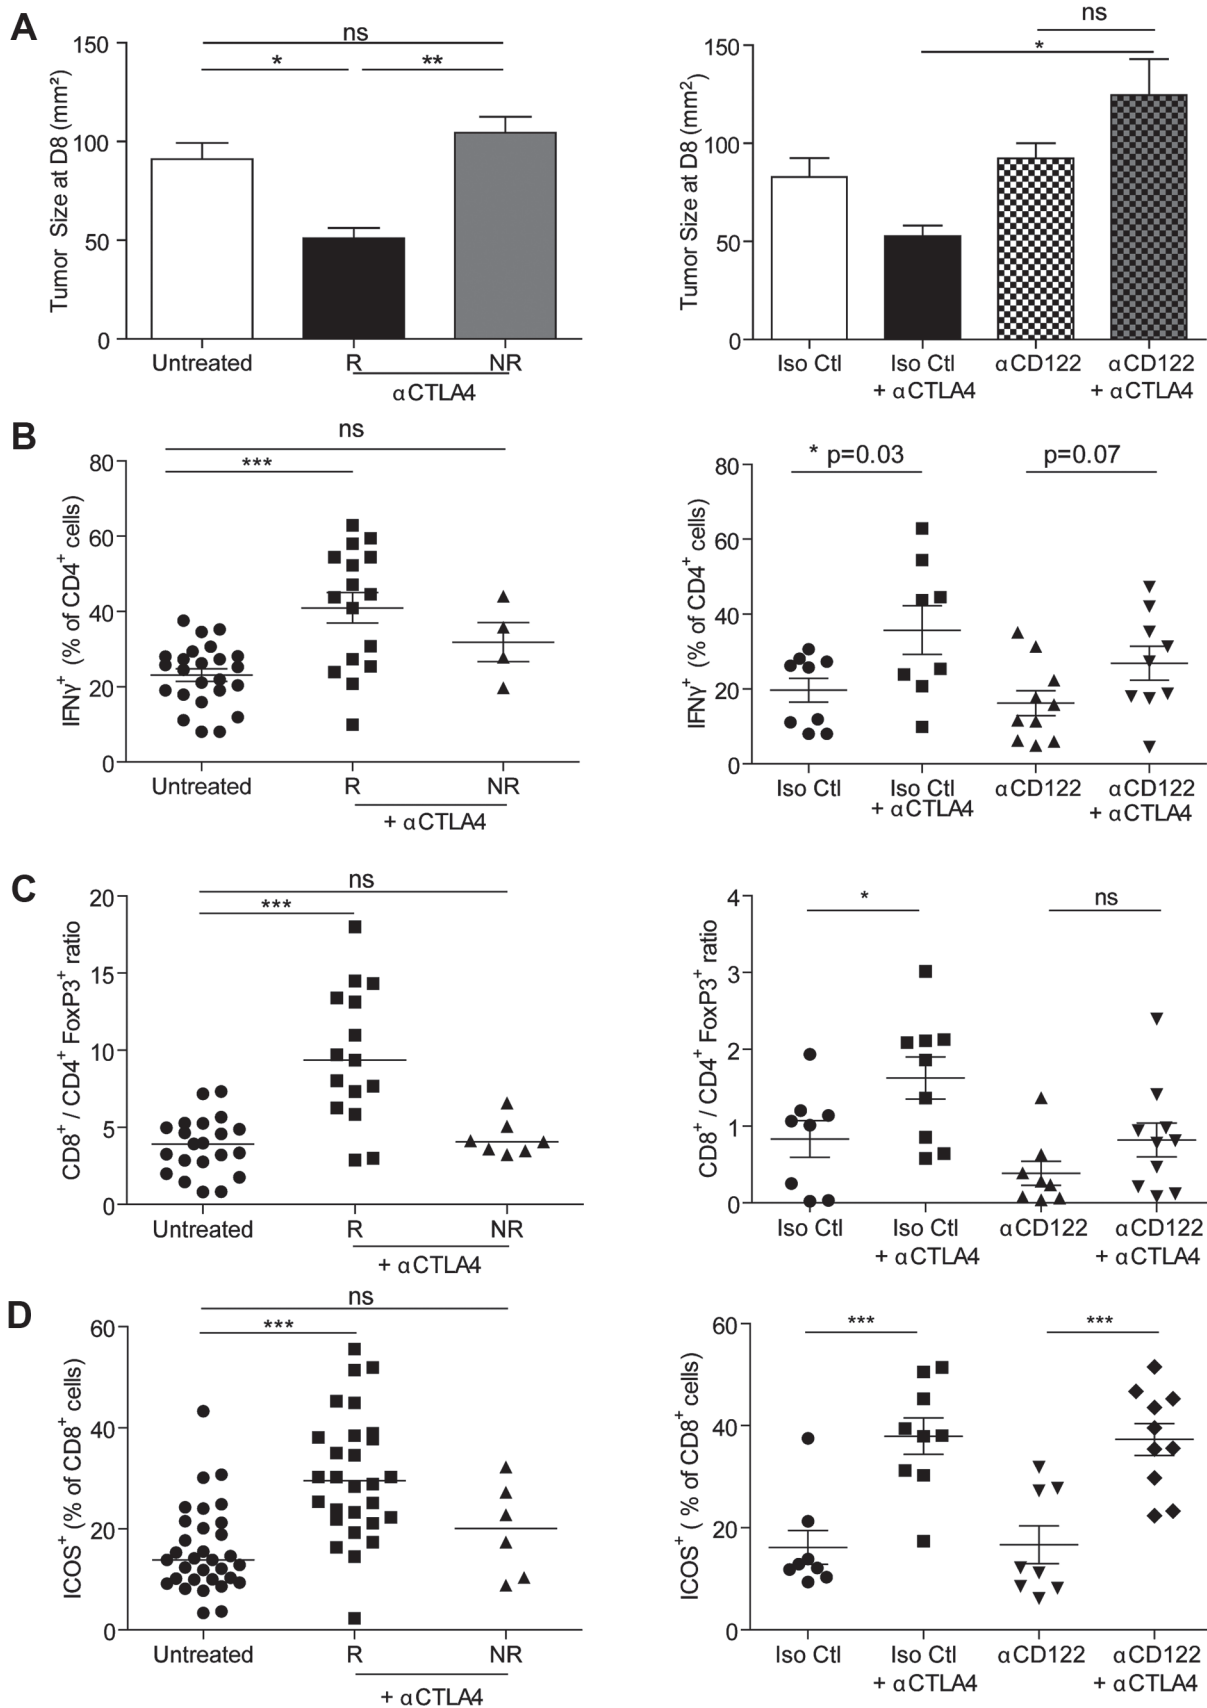 A
ns
*
**
150
100
50
0
Tumor Size at D8 (mm²)
Untreated
R
NR
αCTLA4
ns
*
150
100
50
0
Tumor Size at D8 (mm²)
Iso Ctl
Iso Ctl
+ αCTLA4
αCD122
αCD122
+ αCTLA4
B
ns
***
80
60
40
20
0
IFNγ⁺ (% of CD4⁺ cells)
Untreated
R
NR
+ αCTLA4
* p=0.03
p=0.07
80
60
40
20
0
IFNγ⁺ (% of CD4⁺ cells)
Iso Ctl
Iso Ctl
+ αCTLA4
αCD122
αCD122
+ αCTLA4
C
ns
***
20
15
10
5
0
CD8⁺ / CD4⁺ FoxP3⁺ ratio
Untreated
R
NR
+ αCTLA4
*
ns
4
3
2
1
0
CD8⁺ / CD4⁺ FoxP3⁺ ratio
Iso Ctl
Iso Ctl
+ αCTLA4
αCD122
αCD122
+ αCTLA4
D
ns
***
60
40
20
0
ICOS⁺ (% of CD8⁺ cells)
Untreated
R
NR
+ αCTLA4
***
***
60
40
20
0
ICOS⁺ ( % of CD8⁺ cells)
Iso Ctl
Iso Ctl
+ αCTLA4
αCD122
αCD122
+ αCTLA4